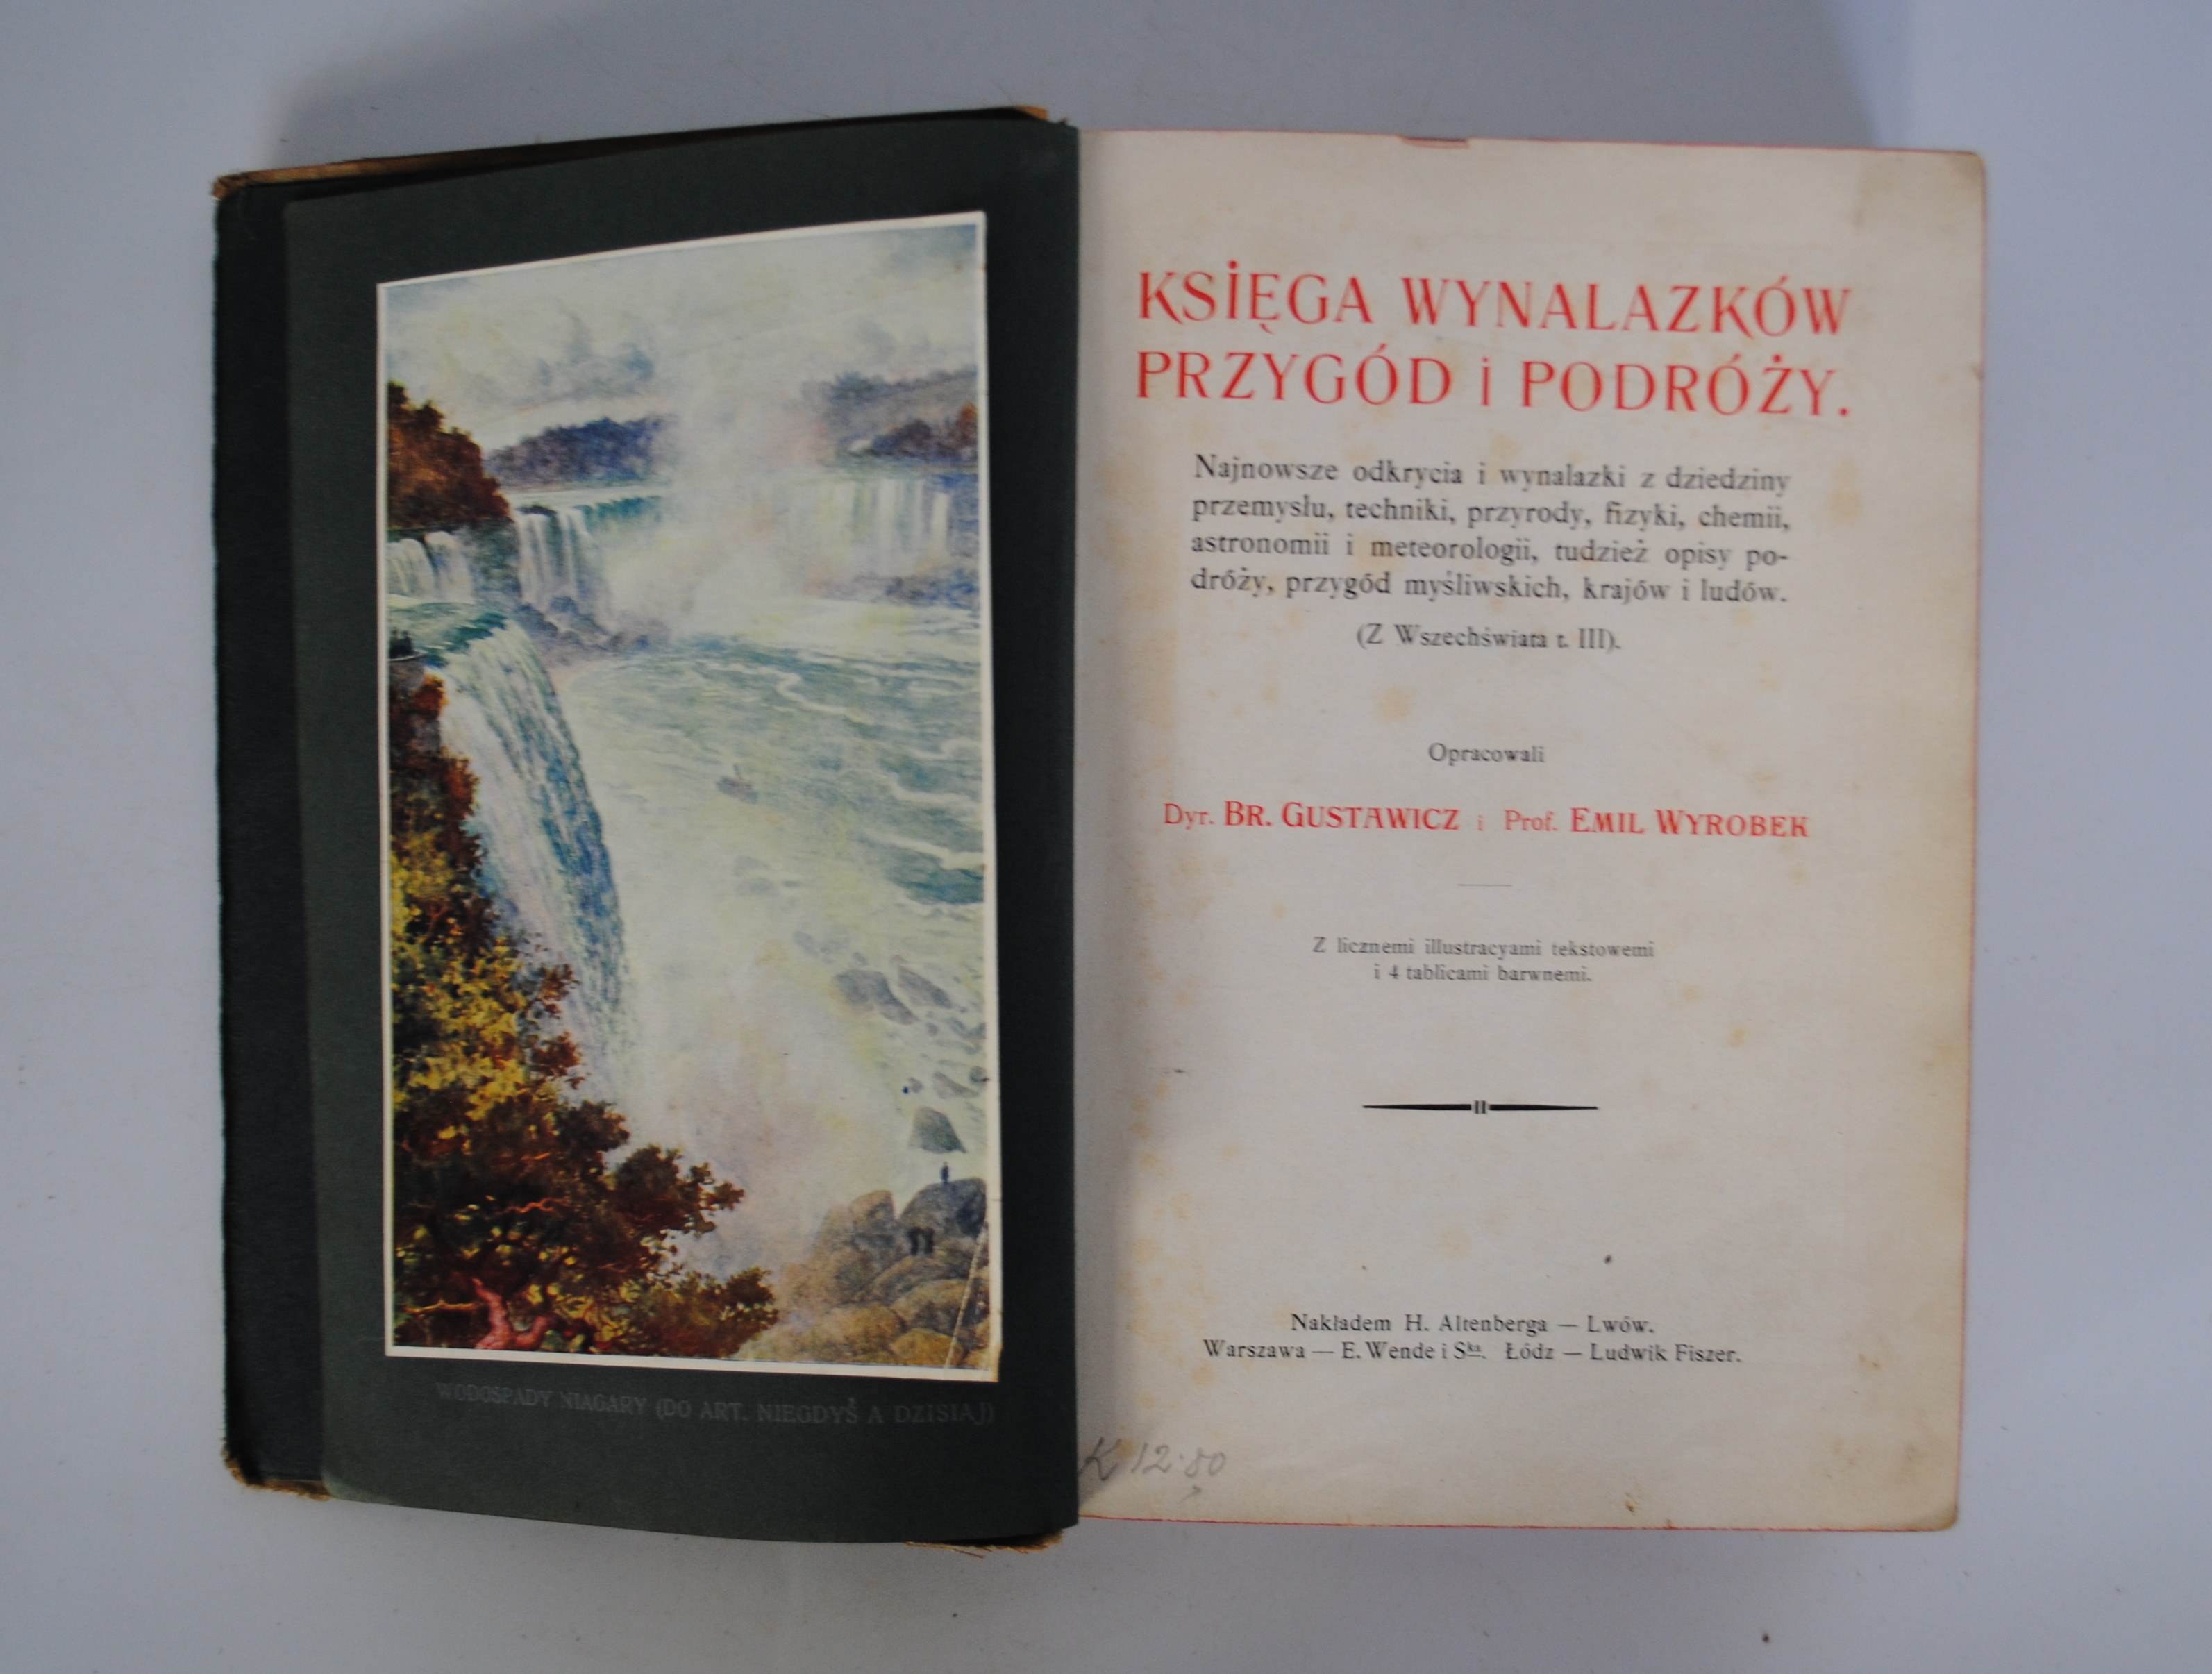 WODOSPADY NIAGARY (DO ART. NIEGDYŚ A DZISIAJ)
KSIĘGA WYNALAZKÓW
PRZYGÓD i PODRÓŻY.
Najnowsze odkrycia i wynalazki z dziedziny
przemysłu, techniki, przyrody, fizyki, chemii,
astronomii i meteorologii, tudzież opisy po-
dróży, przygód myśliwskich, krajów i ludów.
(Z Wszechświata t. III).
Opracowali
Dyr. BR. GUSTAWICZ i Prof. EMIL WYROBEK
Z licznemi illustracyami tekstowemi
i 4 tablicami barwnemi.
Nakładem H. Altenberga — Lwów.
Warszawa — E. Wende i Ska. Łódz — Ludwik Fiszer.
K 12·80